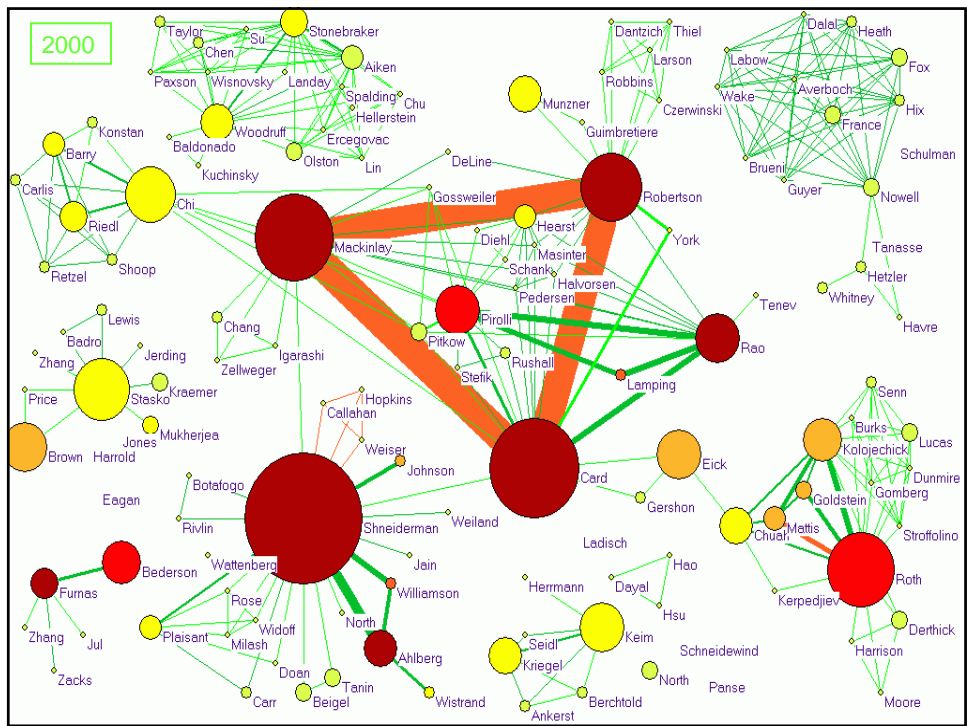 2000
Taylor
Su
Stonebraker
Chen
Aiken
Paxson
Wisnovsky
Landay
Spalding
Chu
Hellerstein
Woodruff
Ercegovac
Baldonado
Olston
Lin
Kuchinsky
Dantzich
Thiel
Larson
Robbins
Czerwinski
Munzner
Guimbretiere
Dalal
Heath
Labow
Fox
Wake
Averboch
Hix
France
Schulman
Brueni
Guyer
Nowell
Tanasse
Hetzler
Whitney
Havre
Konstan
Barry
Carlis
Chi
Riedl
Retzel
Shoop
DeLine
Gossweiler
Robertson
Mackinlay
Diehl
Hearst
York
Masinter
Schank
Halvorsen
Pedersen
Pirolli
Tenev
Rao
Pitkow
Rushall
Stefik
Lamping
Chang
Igarashi
Zellweger
Lewis
Badro
Zhang
Jerding
Stasko
Kraemer
Price
Mukherjea
Jones
Brown
Harrold
Eagan
Hopkins
Callahan
Weiser
Johnson
Card
Eick
Gershon
Botafogo
Rivlin
Shneiderman
Weiland
Ladisch
Wattenberg
Jain
Bederson
Furnas
Zhang
Jul
Zacks
Rose
Williamson
Plaisant
Widoff
North
Milash
Ahlberg
Doan
Tanin
Carr
Beigel
Wistrand
Herrmann
Dayal
Hao
Hsu
Seidl
Keim
Kriegel
Schneidewind
North
Panse
Berchtold
Ankerst
Senn
Burks
Lucas
Kolojechick
Dunmire
Goldstein
Gomberg
Mattis
Chuah
Stroffolino
Roth
Kerpedjiev
Derthick
Harrison
Moore